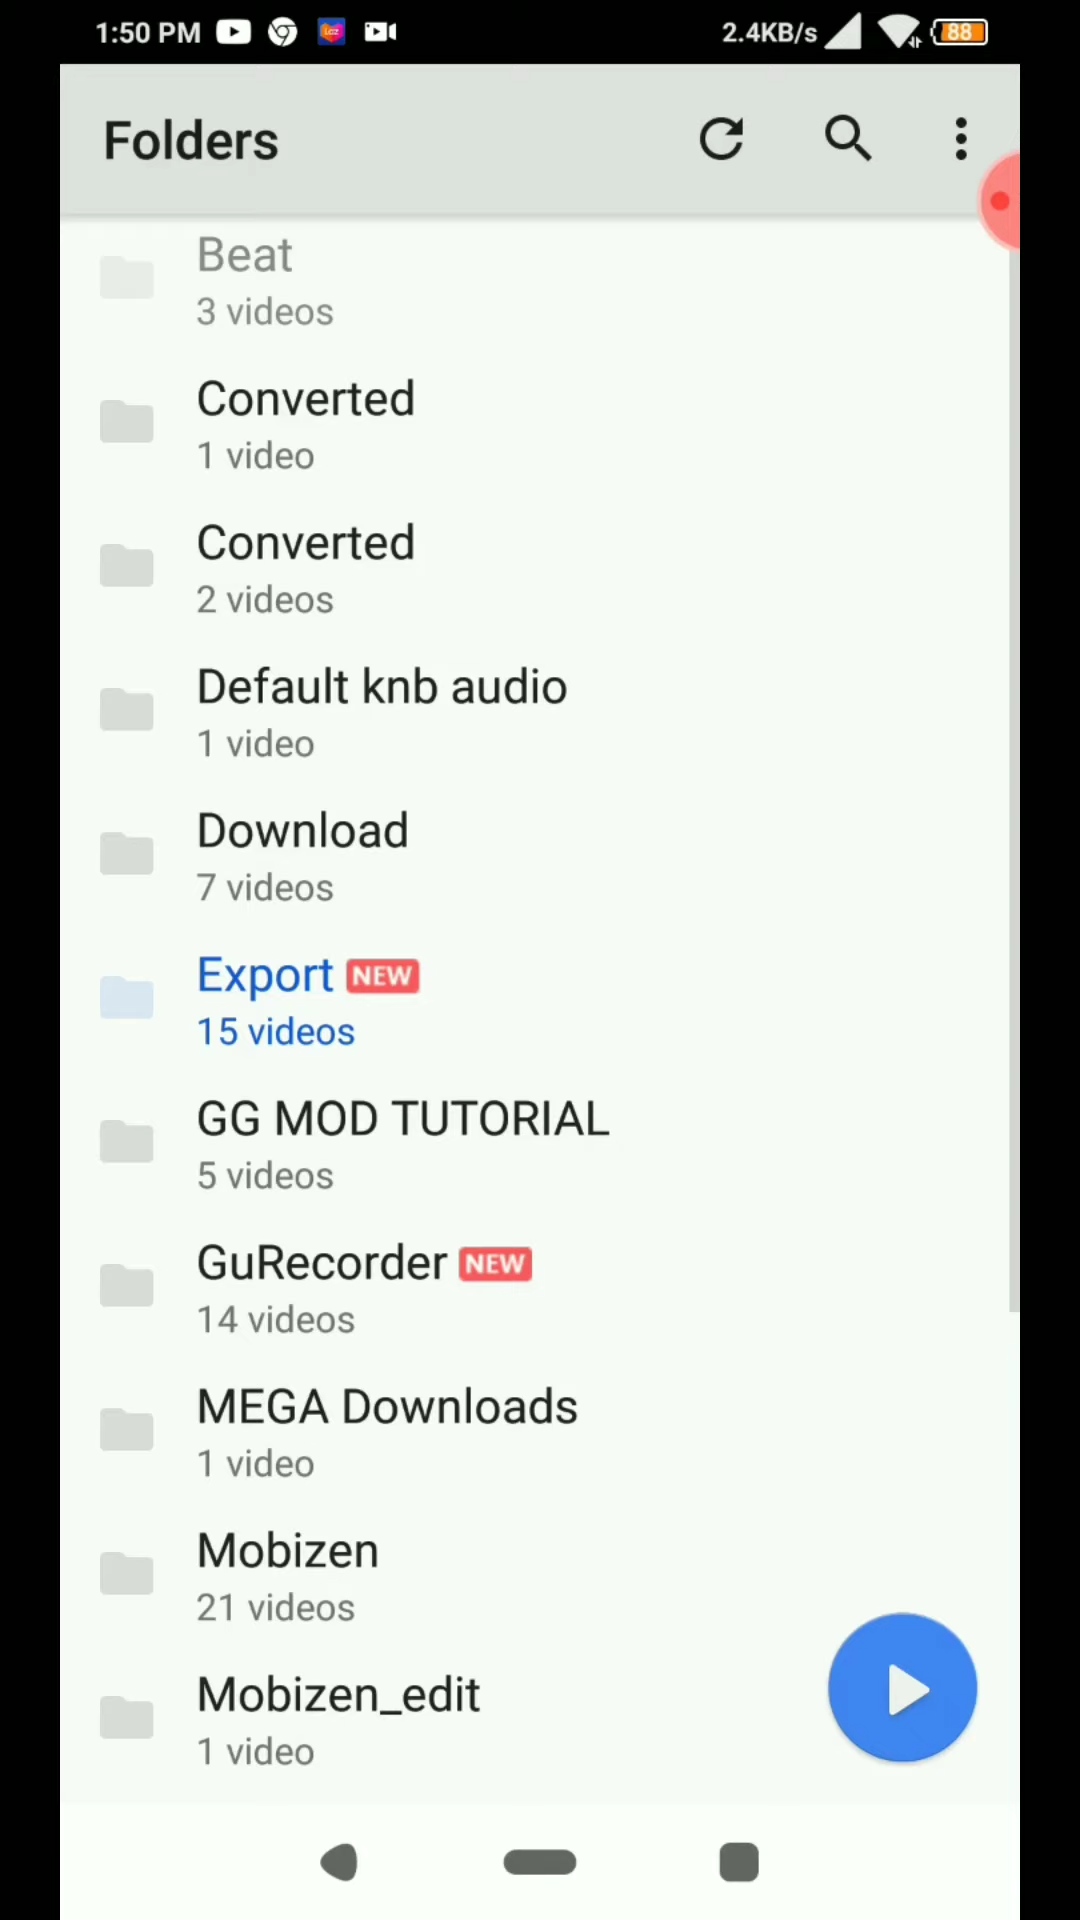 1:50 PM
Laz
2.4KB/s
88
Folders
Beat
3 videos
Converted
1 video
Converted
2 videos
Default knb audio
1 video
Download
7 videos
Export NEW
15 videos
GG MOD TUTORIAL
5 videos
GuRecorder NEW
14 videos
MEGA Downloads
1 video
Mobizen
21 videos
Mobizen_edit
1 video